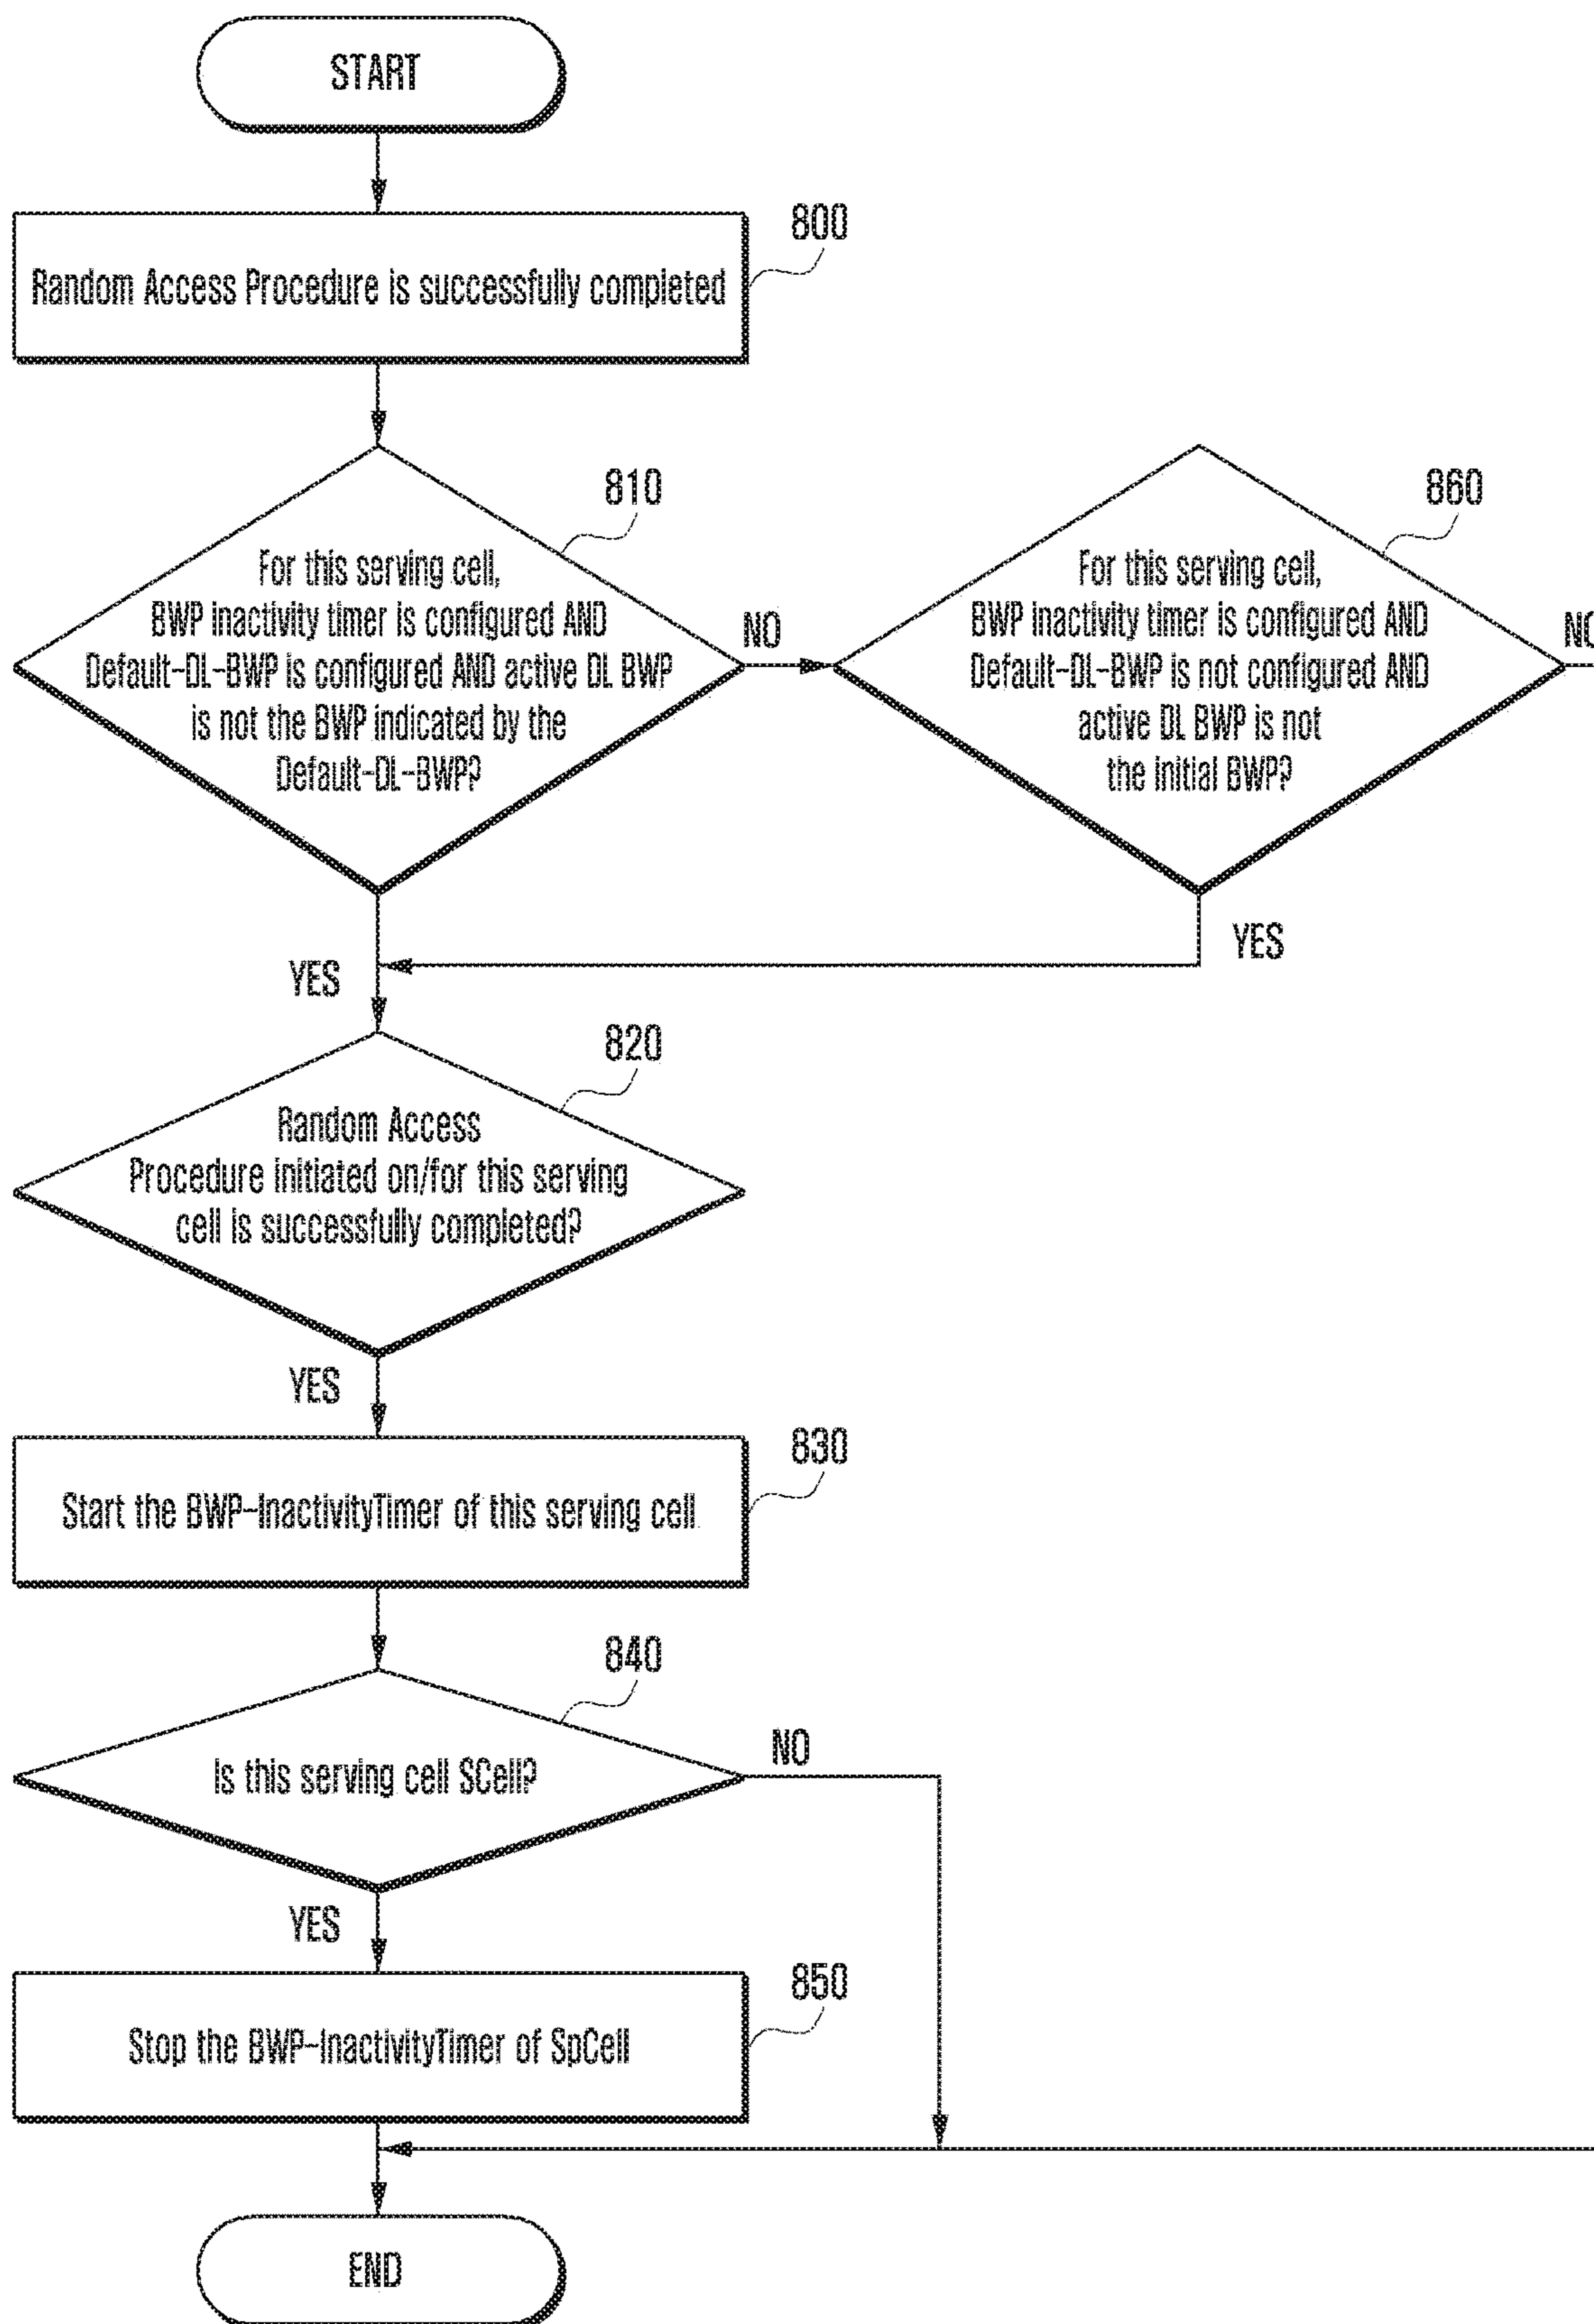 START
800
Random Access Procedure is successfully completed
810
For this serving cell,
BWP inactivity timer is configured AND
Default-DL-BWP is configured AND active DL BWP
is not the BWP indicated by the
Default-DL-BWP?
NO
860
For this serving cell,
BWP inactivity timer is configured AND
Default-DL-BWP is not configured AND
active DL BWP is not
the initial BWP?
NO
YES
YES
820
Random Access
Procedure initiated on/for this serving
cell is successfully completed?
YES
830
Start the BWP-InactivityTimer of this serving cell
840
Is this serving cell SCell?
NO
YES
850
Stop the BWP-InactivityTimer of SpCell
END